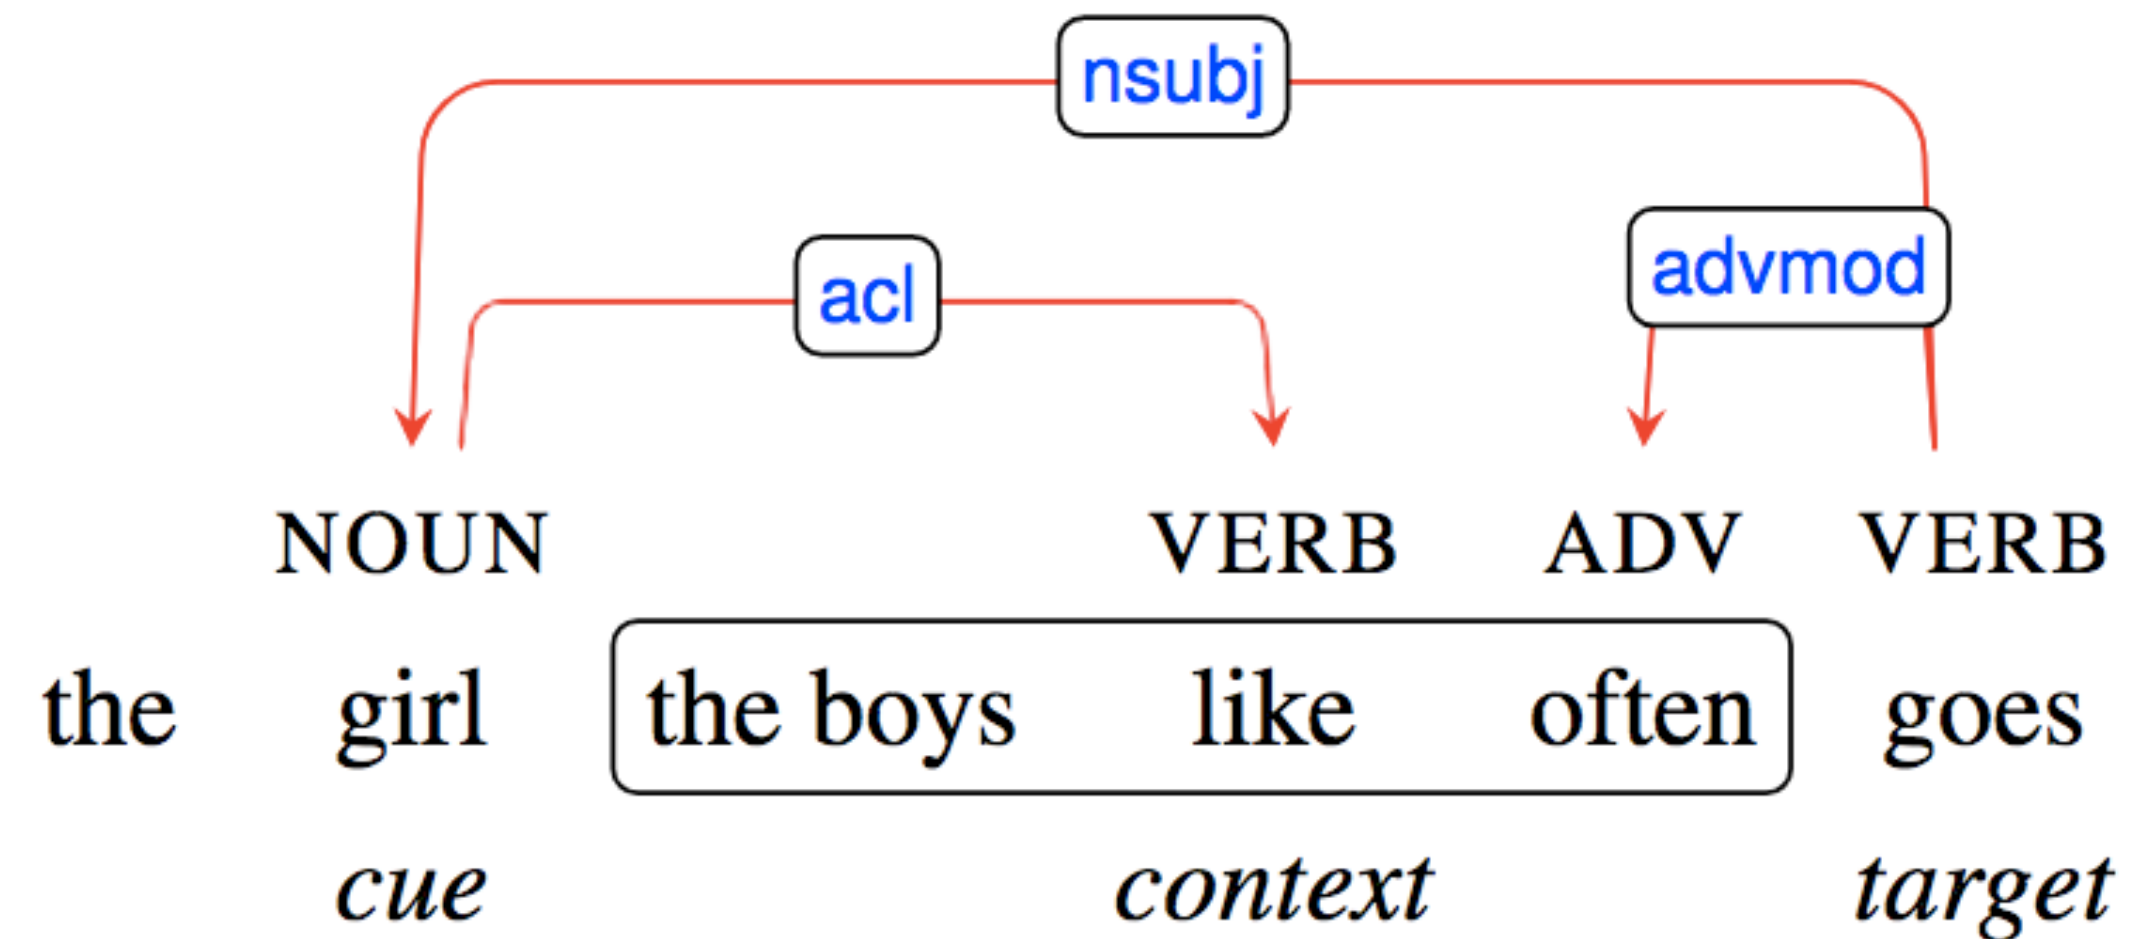 nsubj
acl advmod
NOUN VERB ADV VERB
the girl the boys like often goes
cue context target